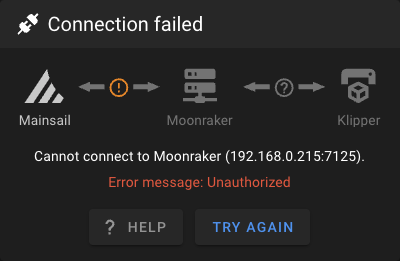 Connection failed
Mainsail
Moonraker
Klipper
Cannot connect to Moonraker (192.168.0.215:7125).
Error message: Unauthorized
? HELP
TRY AGAIN